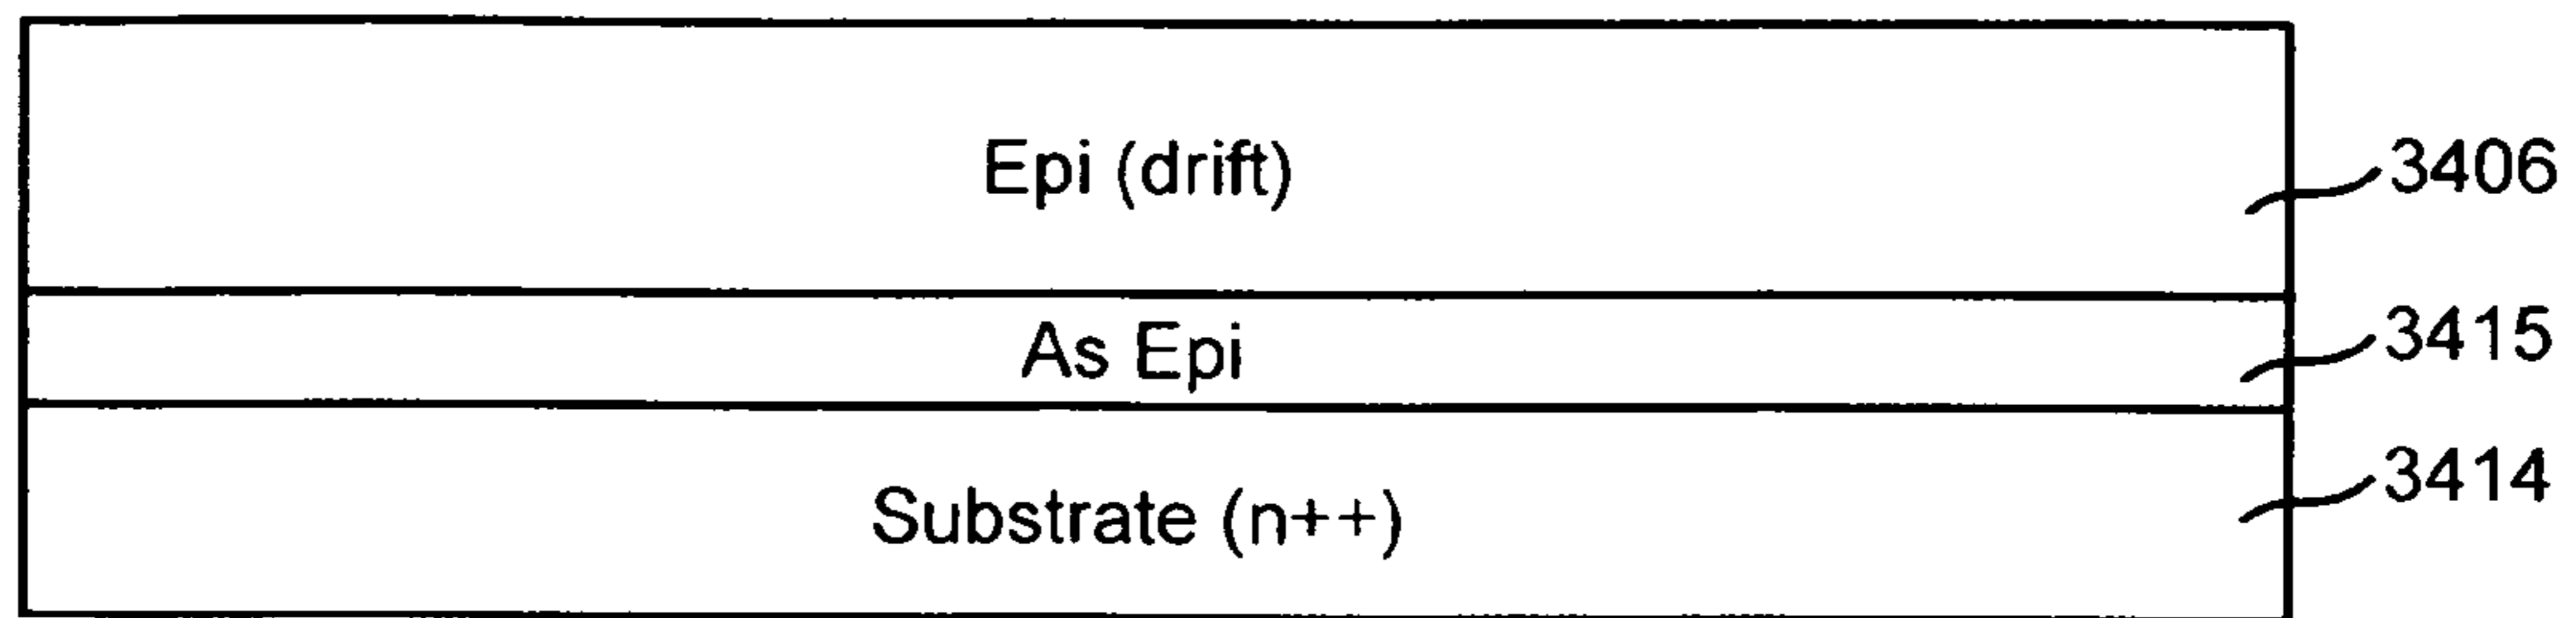 Epi (drift)
3406
As Epi
3415
Substrate (n++)
3414